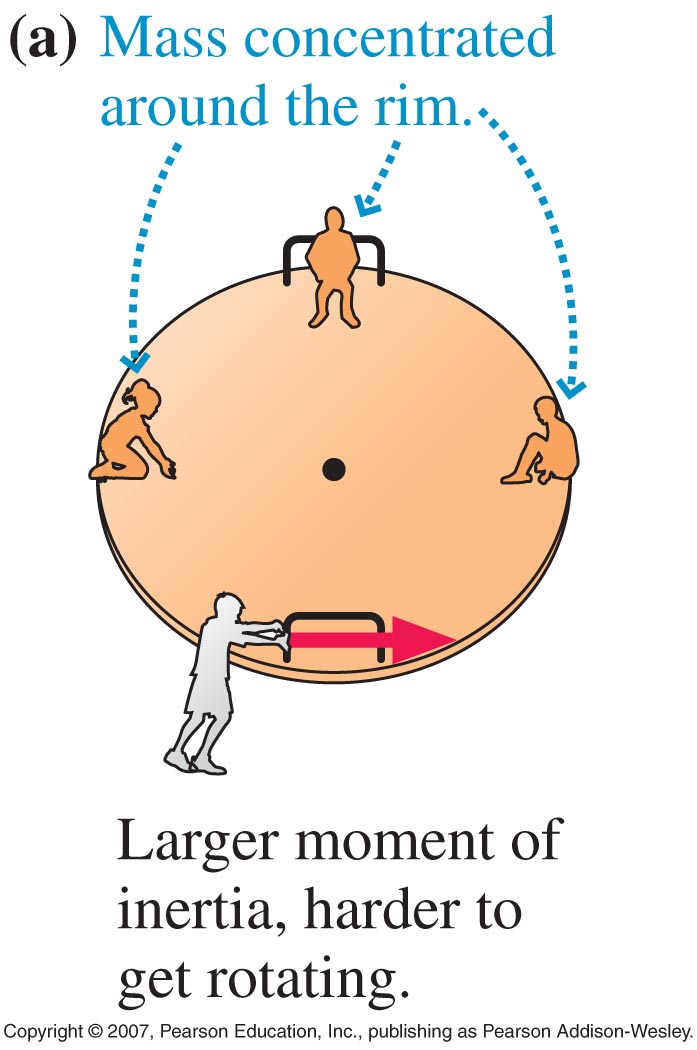 (a) Mass concentrated
around the rim.
Larger moment of
inertia, harder to
get rotating.
Copyright © 2007, Pearson Education, Inc., publishing as Pearson Addison-Wesley.